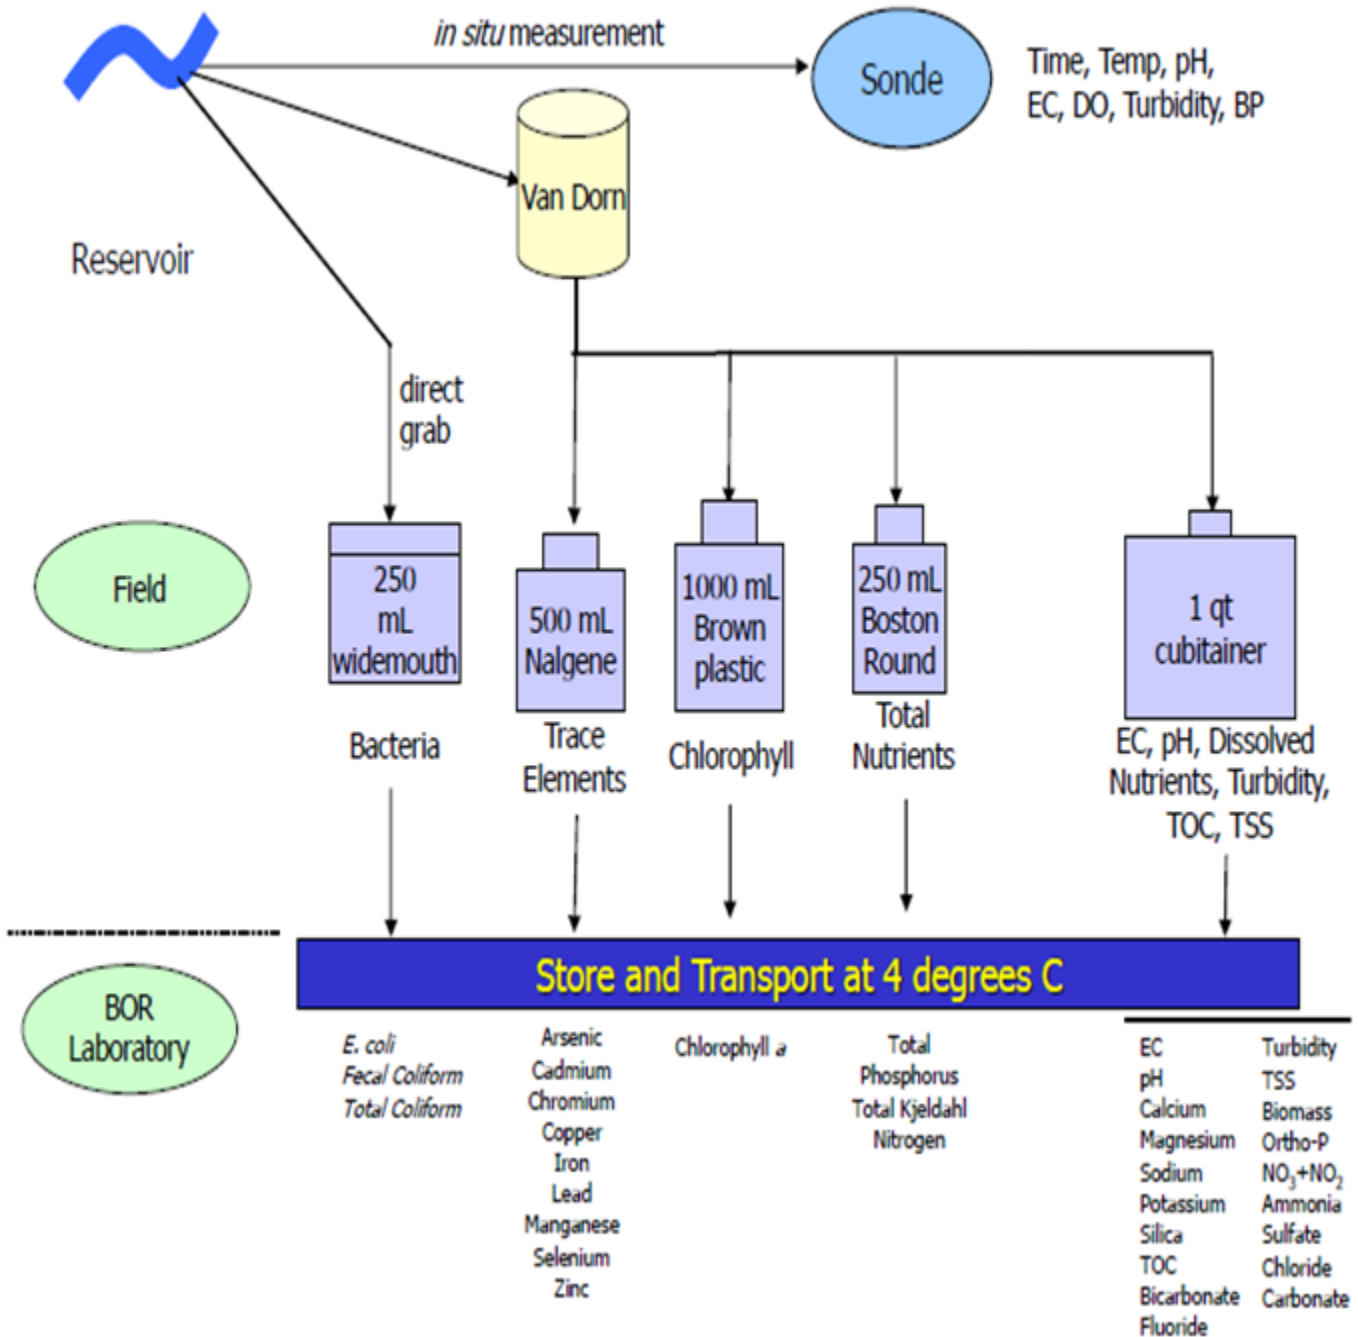 in situ measurement
Sonde
Time, Temp, pH,
EC, DO, Turbidity, BP
Van Dorn
Reservoir
direct
grab
Field
250
mL
widemouth
500 mL
Nalgene
1000 mL
Brown
plastic
250 mL
Boston
Round
1 qt
cubitainer
Bacteria
Trace
Elements
Chlorophyll
Total
Nutrients
EC, pH, Dissolved
Nutrients, Turbidity,
TOC, TSS
BOR
Laboratory
Store and Transport at 4 degrees C
E. coli
Fecal Coliform
Total Coliform
Arsenic
Cadmium
Chromium
Copper
Iron
Lead
Manganese
Selenium
Zinc
Chlorophyll a
Total
Phosphorus
Total Kjeldahl
Nitrogen
EC
pH
Calcium
Magnesium
Sodium
Potassium
Silica
TOC
Bicarbonate
Fluoride
Turbidity
TSS
Biomass
Ortho-P
NO3+NO2
Ammonia
Sulfate
Chloride
Carbonate